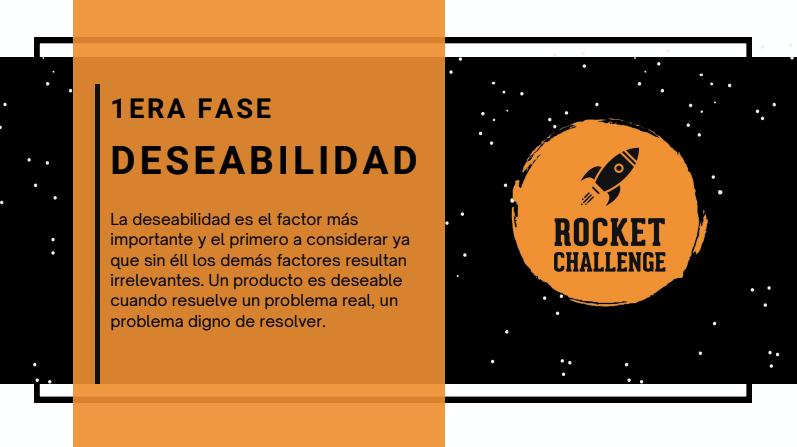 1ERA FASE
DESEABILIDAD
La deseabilidad es el factor más
importante y el primero a considerar ya
que sin éll los demás factores resultan
irrelevantes. Un producto es deseable
cuando resuelve un problema real, un
problema digno de resolver.
ROCKET
CHALLENGE